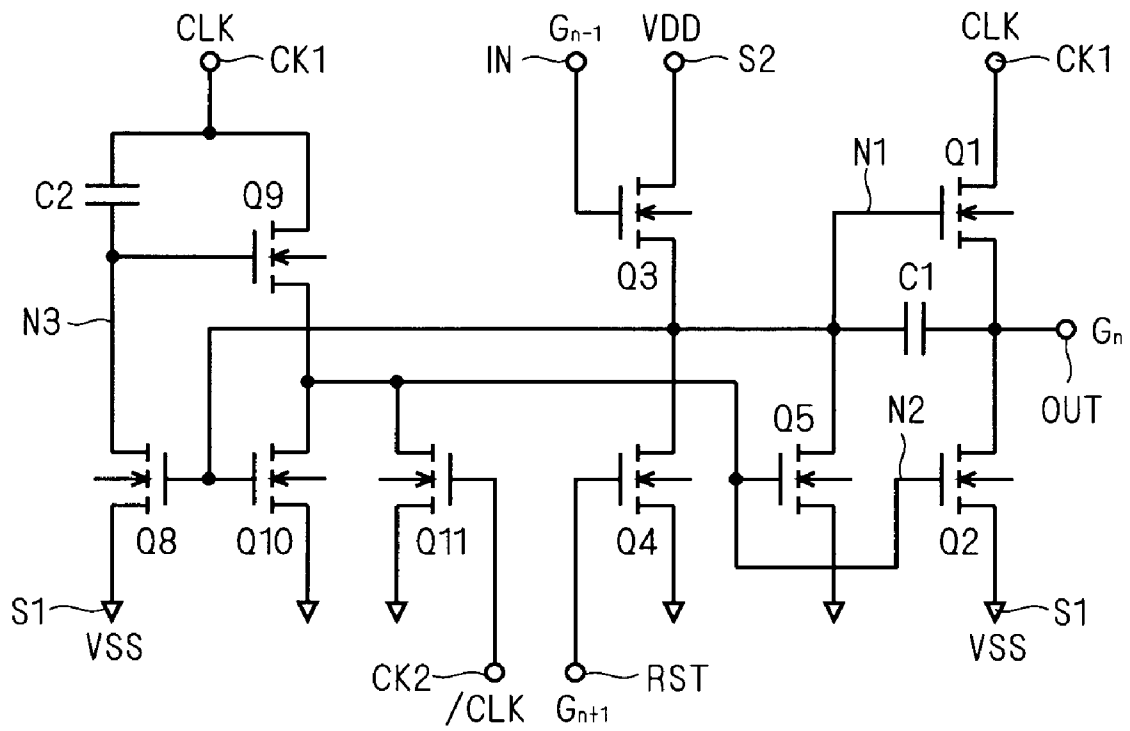 CLK Gn-1 VDD CLK
CK1 IN S2 CK1
N1 Q1
C2 Q9
Q3 C1
N3 Gn
N2 OUT
Q5
Q8 Q10 Q11 Q4 Q2
S1 S1
VSS VSS
CK2 RST
/CLK Gn+1